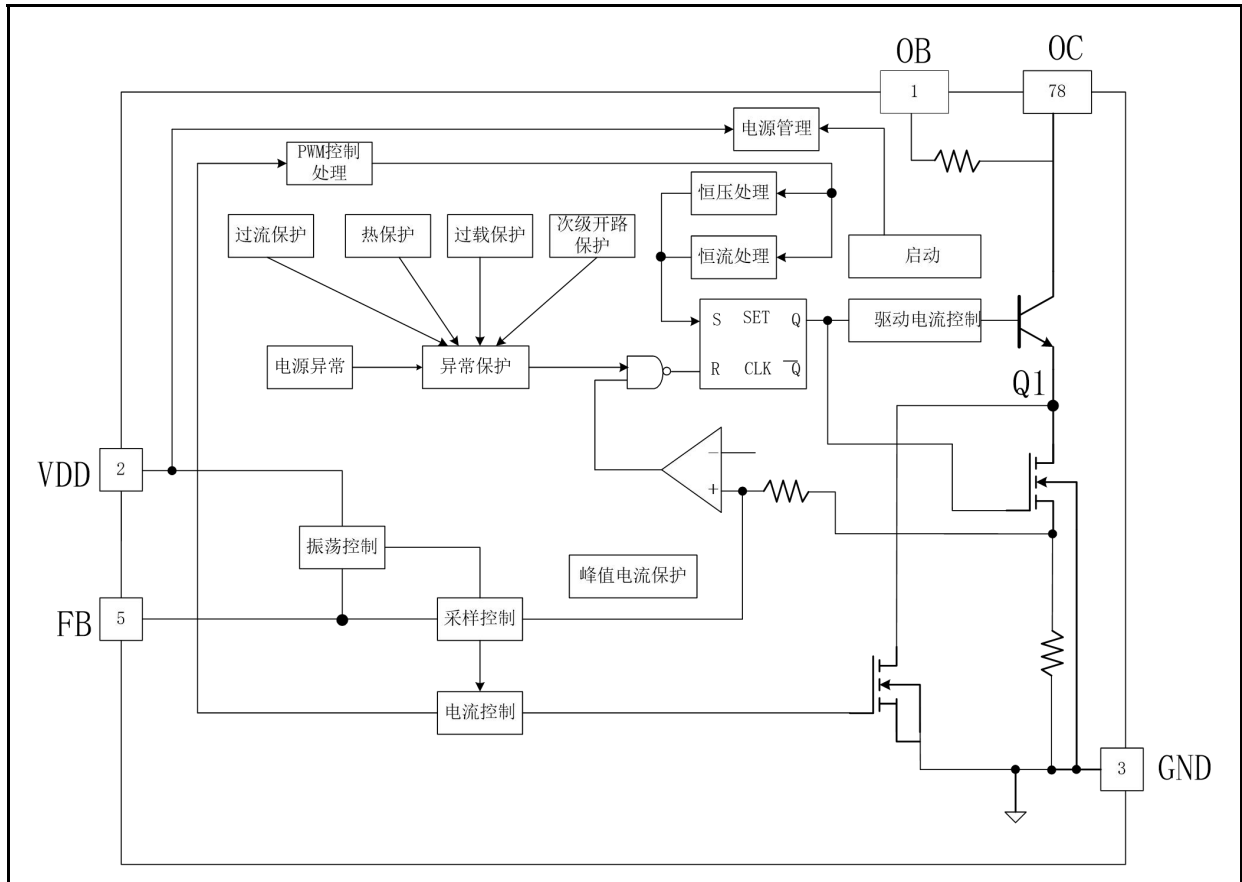 OB
OC
1
78
电源管理
PWM控制
处理
恒压处理
过流保护
热保护
过载保护
次级开路
保护
恒流处理
启动
S
SET
Q
驱动电流控制
电源异常
异常保护
R
CLK
Q
Q1
VDD
2
-
+
振荡控制
峰值电流保护
FB
5
采样控制
电流控制
3
GND